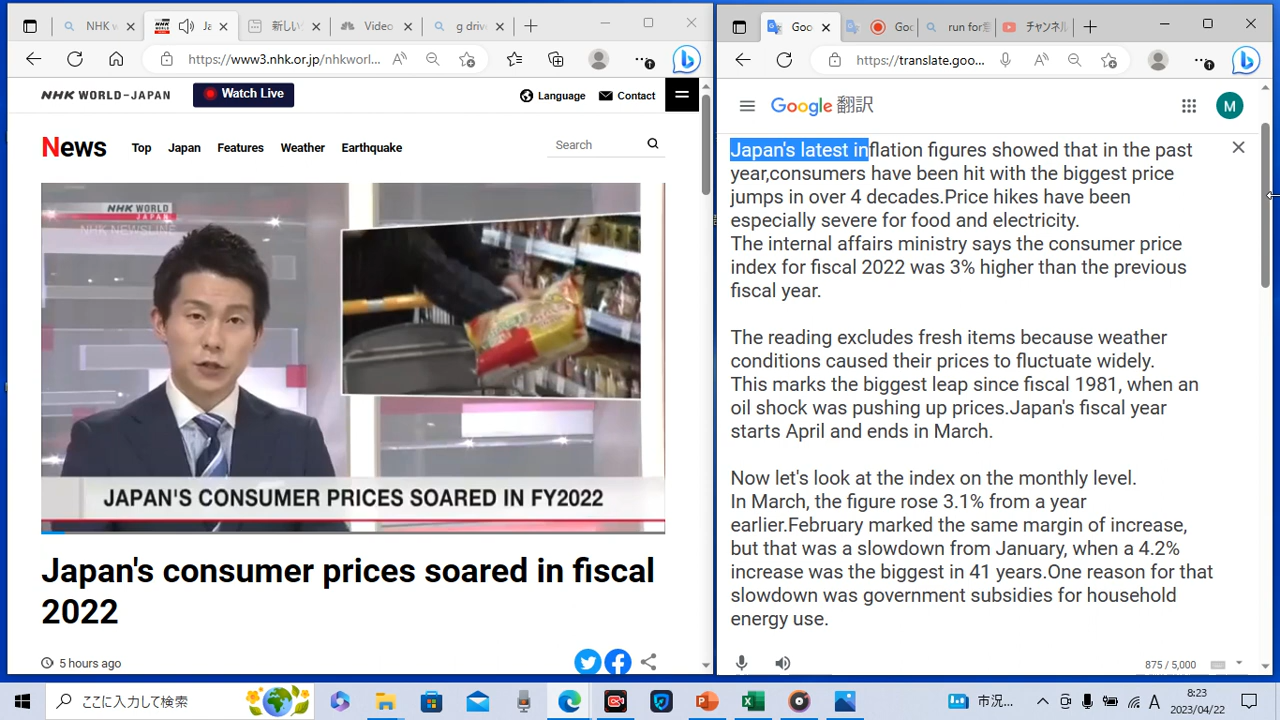 NHK w
Ja
新しい
Video
g drive
https://www3.nhk.or.jp/nhkworl...
NHK WORLD-JAPAN
Watch Live
Language
Contact
News
Top
Japan
Features
Weather
Earthquake
Search
NHK WORLD
JAPAN
NHK NEWSLINE
JAPAN'S CONSUMER PRICES SOARED IN FY2022
Japan's consumer prices soared in fiscal
2022
5 hours ago
Goo
Goo
run for意
チャンネル
https://translate.goo...
Google 翻訳
M
Japan's latest inflation figures showed that in the past
year,consumers have been hit with the biggest price
jumps in over 4 decades.Price hikes have been
especially severe for food and electricity.
The internal affairs ministry says the consumer price
index for fiscal 2022 was 3% higher than the previous
fiscal year.
The reading excludes fresh items because weather
conditions caused their prices to fluctuate widely.
This marks the biggest leap since fiscal 1981, when an
oil shock was pushing up prices.Japan's fiscal year
starts April and ends in March.
Now let's look at the index on the monthly level.
In March, the figure rose 3.1% from a year
earlier.February marked the same margin of increase,
but that was a slowdown from January, when a 4.2%
increase was the biggest in 41 years.One reason for that
slowdown was government subsidies for household
energy use.
875 / 5,000
ここに入力して検索
市況...
A
8:23
2023/04/22